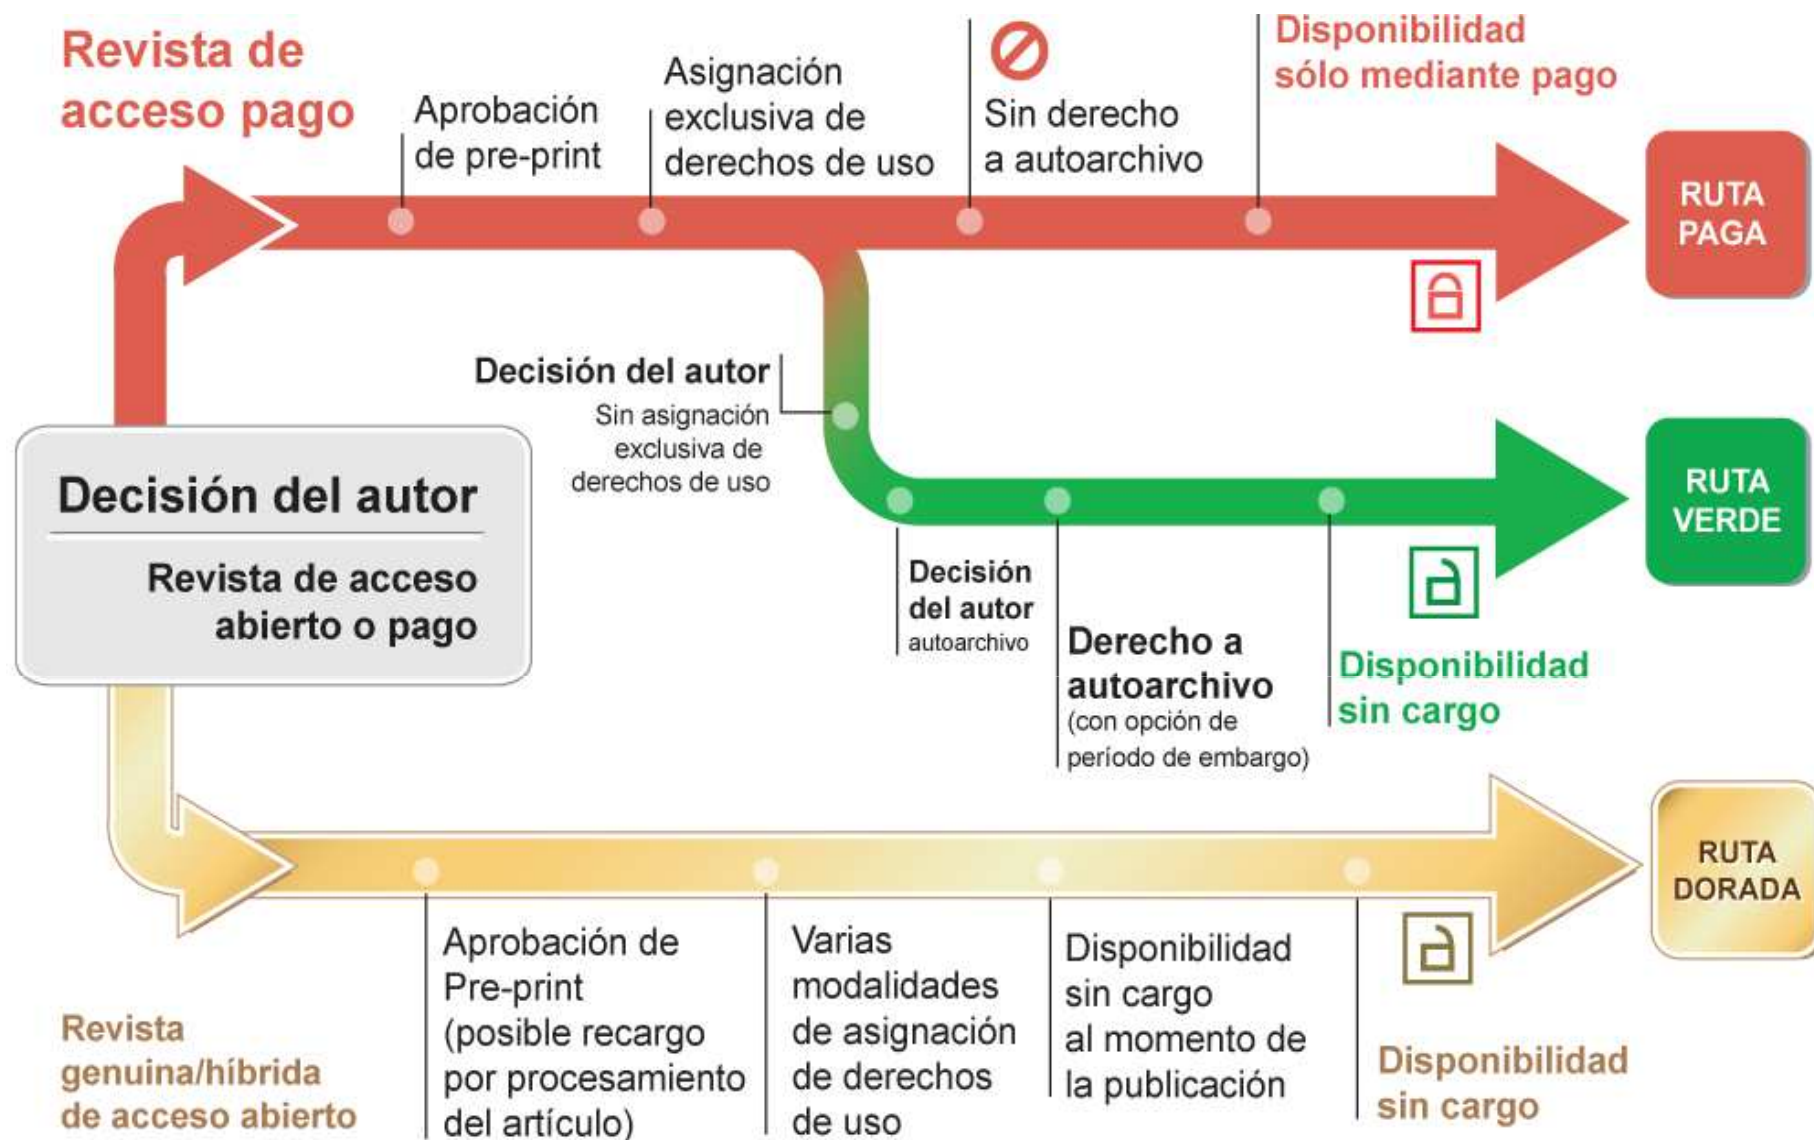 Revista de
acceso pago
Aprobación
de pre-print
Asignación
exclusiva de
derechos de uso
Sin derecho
a autoarchivo
Disponibilidad
sólo mediante pago
RUTA
PAGA
Decisión del autor
Sin asignación
exclusiva de
derechos de uso
Decisión del autor
Revista de acceso
abierto o pago
Decisión
del autor
autoarchivo
Derecho a
autoarchivo
(con opción de
período de embargo)
Disponibilidad
sin cargo
RUTA
VERDE
Revista
genuina/híbrida
de acceso abierto
Aprobación de
Pre-print
(posible recargo
por procesamiento
del artículo)
Varias
modalidades
de asignación
de derechos
de uso
Disponibilidad
sin cargo
al momento de
la publicación
Disponibilidad
sin cargo
RUTA
DORADA